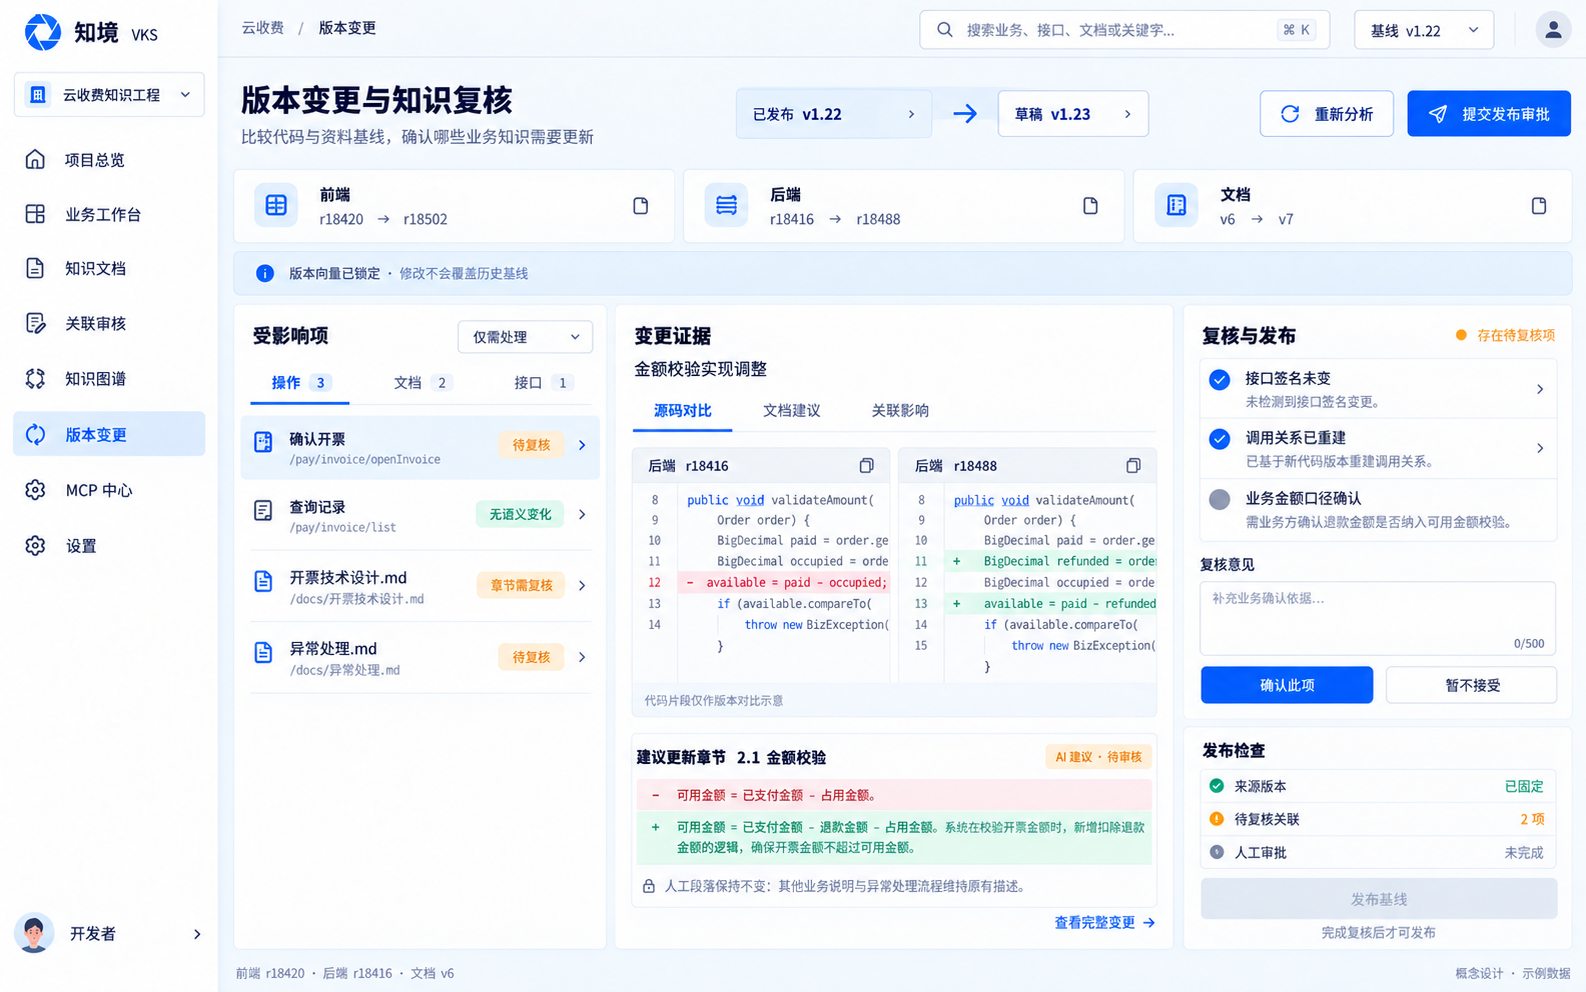 知境 VKS
云收费知识工程
项目总览
业务工作台
知识文档
关联审核
知识图谱
版本变更
MCP 中心
设置
开发者
云收费 / 版本变更
搜索业务、接口、文档或关键字...
⌘ K
基线 v1.22
版本变更与知识复核
比较代码与资料基线，确认哪些业务知识需要更新
已发布 v1.22
草稿 v1.23
重新分析
提交发布审批
前端
r18420 → r18502
后端
r18416 → r18488
文档
v6 → v7
版本向量已锁定 · 修改不会覆盖历史基线
受影响项
仅需处理
操作 3
文档 2
接口 1
确认开票
/pay/invoice/openInvoice
待复核
查询记录
/pay/invoice/list
无语义变化
开票技术设计.md
/docs/开票技术设计.md
章节需复核
异常处理.md
/docs/异常处理.md
待复核
变更证据
金额校验实现调整
源码对比
文档建议
关联影响
后端 r18416
8 public void validateAmount(
9 Order order) {
10 BigDecimal paid = order.ge
11 BigDecimal occupied = orde
12 - available = paid - occupied;
13 if (available.compareTo(
14 throw new BizException(
}
后端 r18488
8 public void validateAmount(
9 Order order) {
10 BigDecimal paid = order.ge
11 + BigDecimal refunded = order
12 BigDecimal occupied = orde
13 + available = paid - refunded
14 if (available.compareTo(
15 throw new BizException(
}
代码片段仅作版本对比示意
建议更新章节 2.1 金额校验
AI 建议 · 待审核
- 可用金额 = 已支付金额 - 占用金额。
+ 可用金额 = 已支付金额 - 退款金额 - 占用金额。系统在校验开票金额时，新增扣除退款
金额的逻辑，确保开票金额不超过可用金额。
人工段落保持不变：其他业务说明与异常处理流程维持原有描述。
查看完整变更 →
复核与发布
存在待复核项
接口签名未变
未检测到接口签名变更。
调用关系已重建
已基于新代码版本重建调用关系。
业务金额口径确认
需业务方确认退款金额是否纳入可用金额校验。
复核意见
补充业务确认依据...
0/500
确认此项
暂不接受
发布检查
来源版本 已固定
待复核关联 2 项
人工审批 未完成
发布基线
完成复核后才可发布
前端 r18420 · 后端 r18416 · 文档 v6
概念设计 · 示例数据